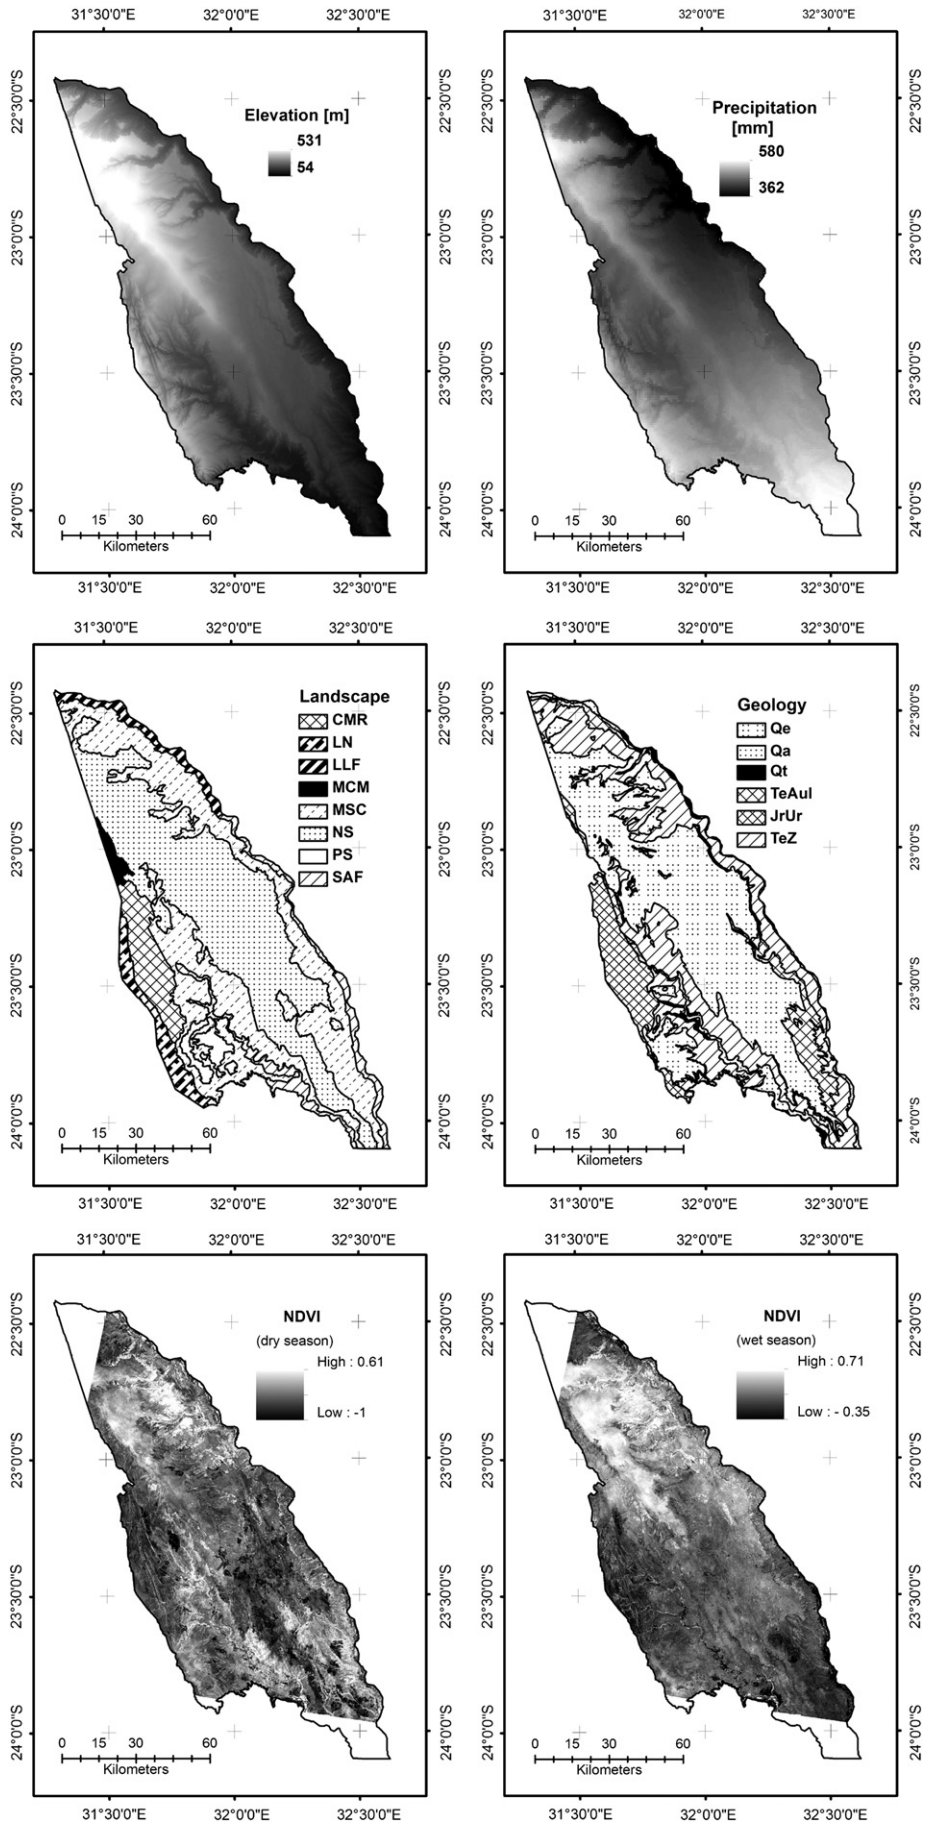 31°30'0"E 32°0'0"E 32°30'0"E
22°30'0"S
23°0'0"S
23°30'0"S
24°0'0"S
Elevation [m]
531
54
0 15 30 60
Kilometers
22°30'0"S
23°0'0"S
23°30'0"S
24°0'0"S
31°30'0"E 32°0'0"E 32°30'0"E
31°30'0"E 32°0'0"E 32°30'0"E
22°30'0"S
23°0'0"S
23°30'0"S
24°0'0"S
Precipitation
[mm]
580
362
0 15 30 60
Kilometers
22°30'0"S
23°0'0"S
23°30'0"S
24°0'0"S
31°30'0"E 32°0'0"E 32°30'0"E
31°30'0"E 32°0'0"E 32°30'0"E
22°30'0"S
23°0'0"S
23°30'0"S
24°0'0"S
Landscape
CMR
LN
LLF
MCM
MSC
NS
PS
SAF
0 15 30 60
Kilometers
22°30'0"S
23°0'0"S
23°30'0"S
24°0'0"S
31°30'0"E 32°0'0"E 32°30'0"E
31°30'0"E 32°0'0"E 32°30'0"E
22°30'0"S
23°0'0"S
23°30'0"S
24°0'0"S
Geology
Qe
Qa
Qt
TeAul
JrUr
TeZ
0 15 30 60
Kilometers
22°30'0"S
23°0'0"S
23°30'0"S
24°0'0"S
31°30'0"E 32°0'0"E 32°30'0"E
31°30'0"E 32°0'0"E 32°30'0"E
22°30'0"S
23°0'0"S
23°30'0"S
24°0'0"S
NDVI
(dry season)
High : 0.61
Low : -1
0 15 30 60
Kilometers
22°30'0"S
23°0'0"S
23°30'0"S
24°0'0"S
31°30'0"E 32°0'0"E 32°30'0"E
31°30'0"E 32°0'0"E 32°30'0"E
22°30'0"S
23°0'0"S
23°30'0"S
24°0'0"S
NDVI
(wet season)
High : 0.71
Low : - 0.35
0 15 30 60
Kilometers
22°30'0"S
23°0'0"S
23°30'0"S
24°0'0"S
31°30'0"E 32°0'0"E 32°30'0"E